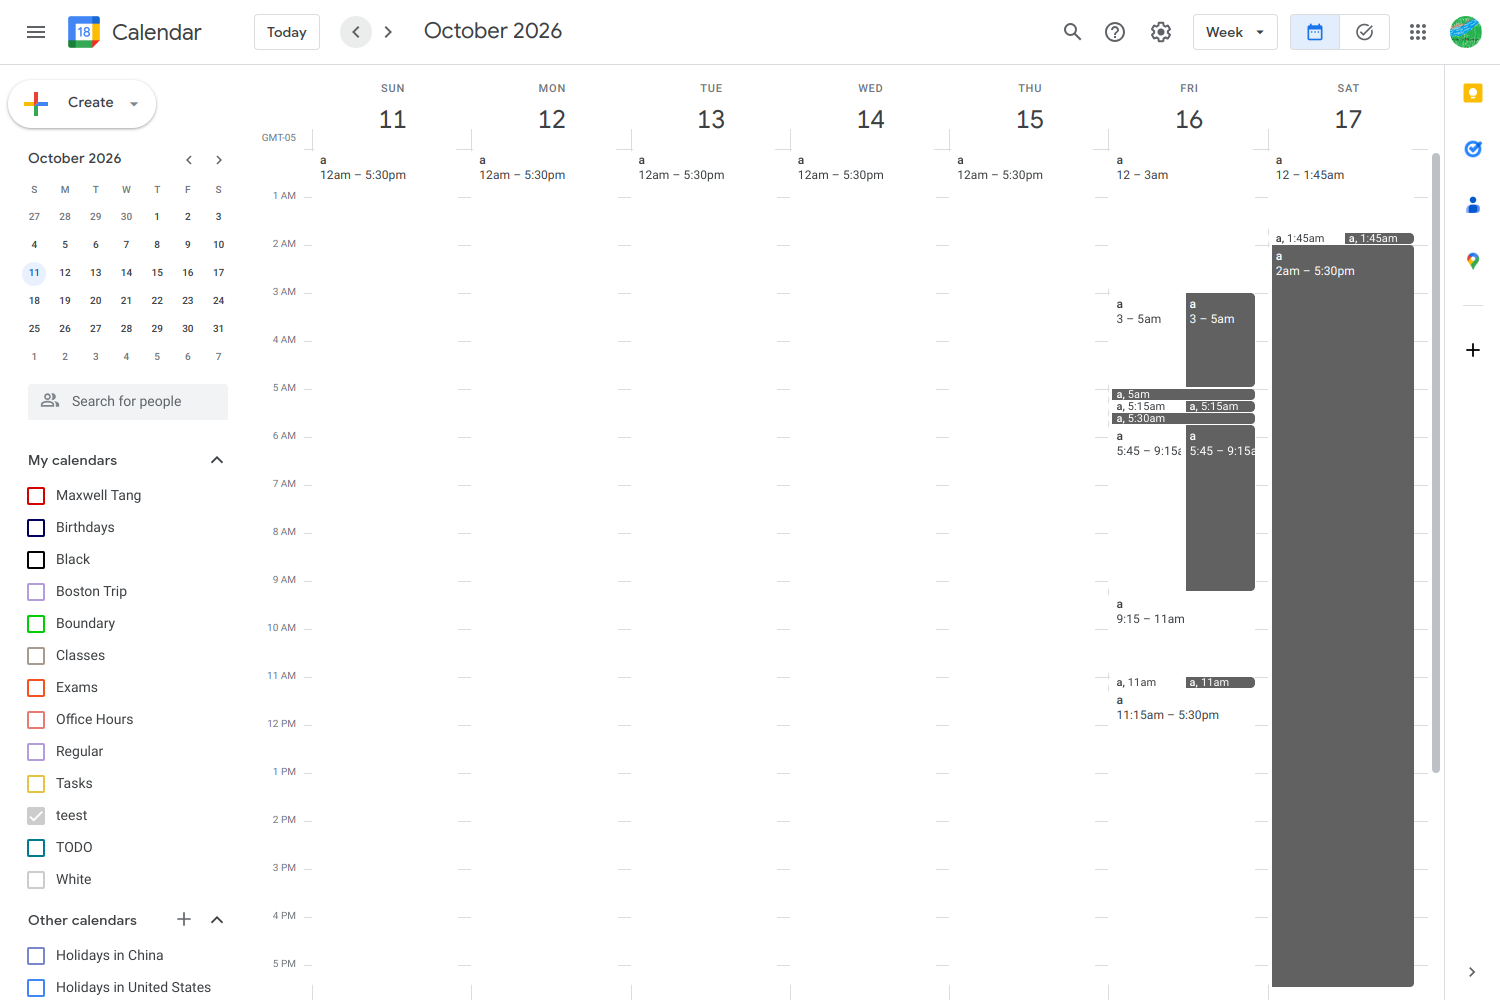 18 Calendar Today October 2026 Week
Create
October 2026
S M T W T F S
27 28 29 30 1 2 3
4 5 6 7 8 9 10
11 12 13 14 15 16 17
18 19 20 21 22 23 24
25 26 27 28 29 30 31
1 2 3 4 5 6 7
Search for people
My calendars
Maxwell Tang
Birthdays
Black
Boston Trip
Boundary
Classes
Exams
Office Hours
Regular
Tasks
teest
TODO
White
Other calendars
Holidays in China
Holidays in United States
SUN MON TUE WED THU FRI SAT
11 12 13 14 15 16 17
GMT-05
1 AM
2 AM
3 AM
4 AM
5 AM
6 AM
7 AM
8 AM
9 AM
10 AM
11 AM
12 PM
1 PM
2 PM
3 PM
4 PM
5 PM
a
12am – 5:30pm
a
12am – 5:30pm
a
12am – 5:30pm
a
12am – 5:30pm
a
12am – 5:30pm
a
12 – 3am
a
3 – 5am
a
3 – 5am
a, 5am
a, 5:15am
a, 5:15am
a, 5:30am
a
5:45 – 9:15a
a
5:45 – 9:15a
a
9:15 – 11am
a, 11am
a, 11am
a
11:15am – 5:30pm
a
12 – 1:45am
a, 1:45am
a, 1:45am
a
2am – 5:30pm